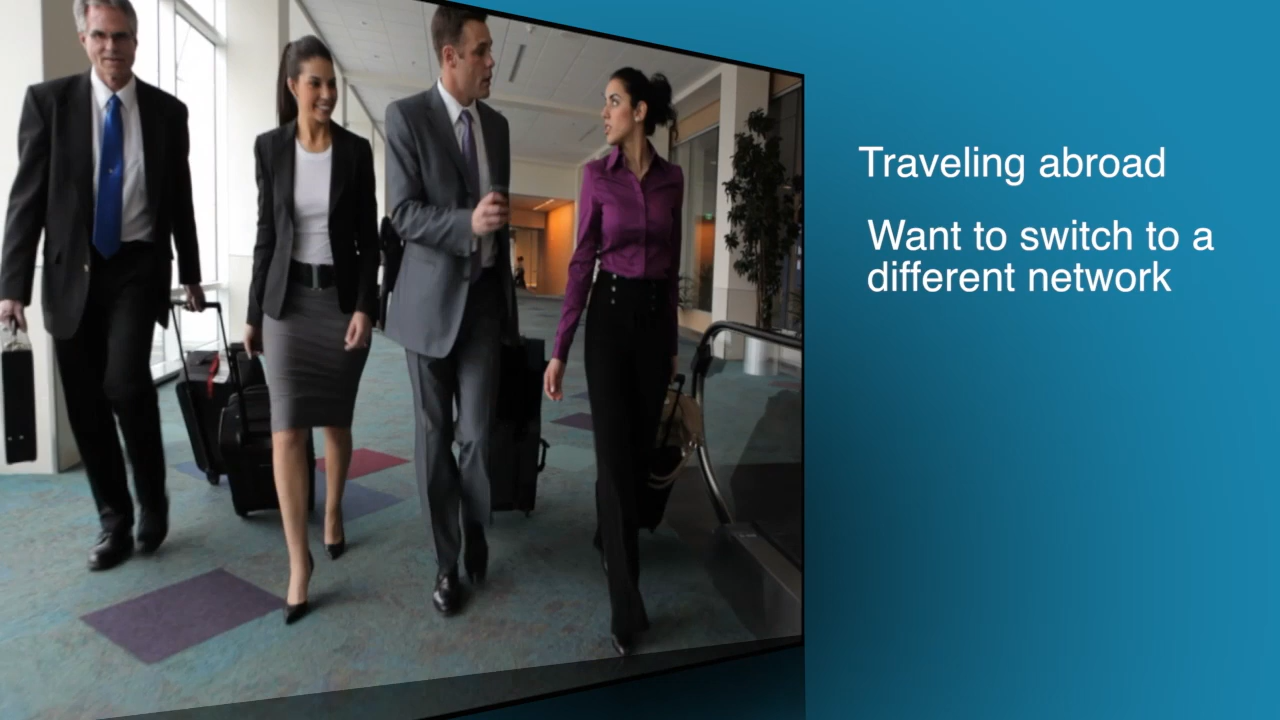 Traveling abroad
Want to switch to a
different network